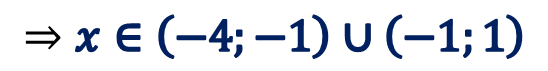 ⇒ x ∈ (−4; −1) ∪ (−1; 1)